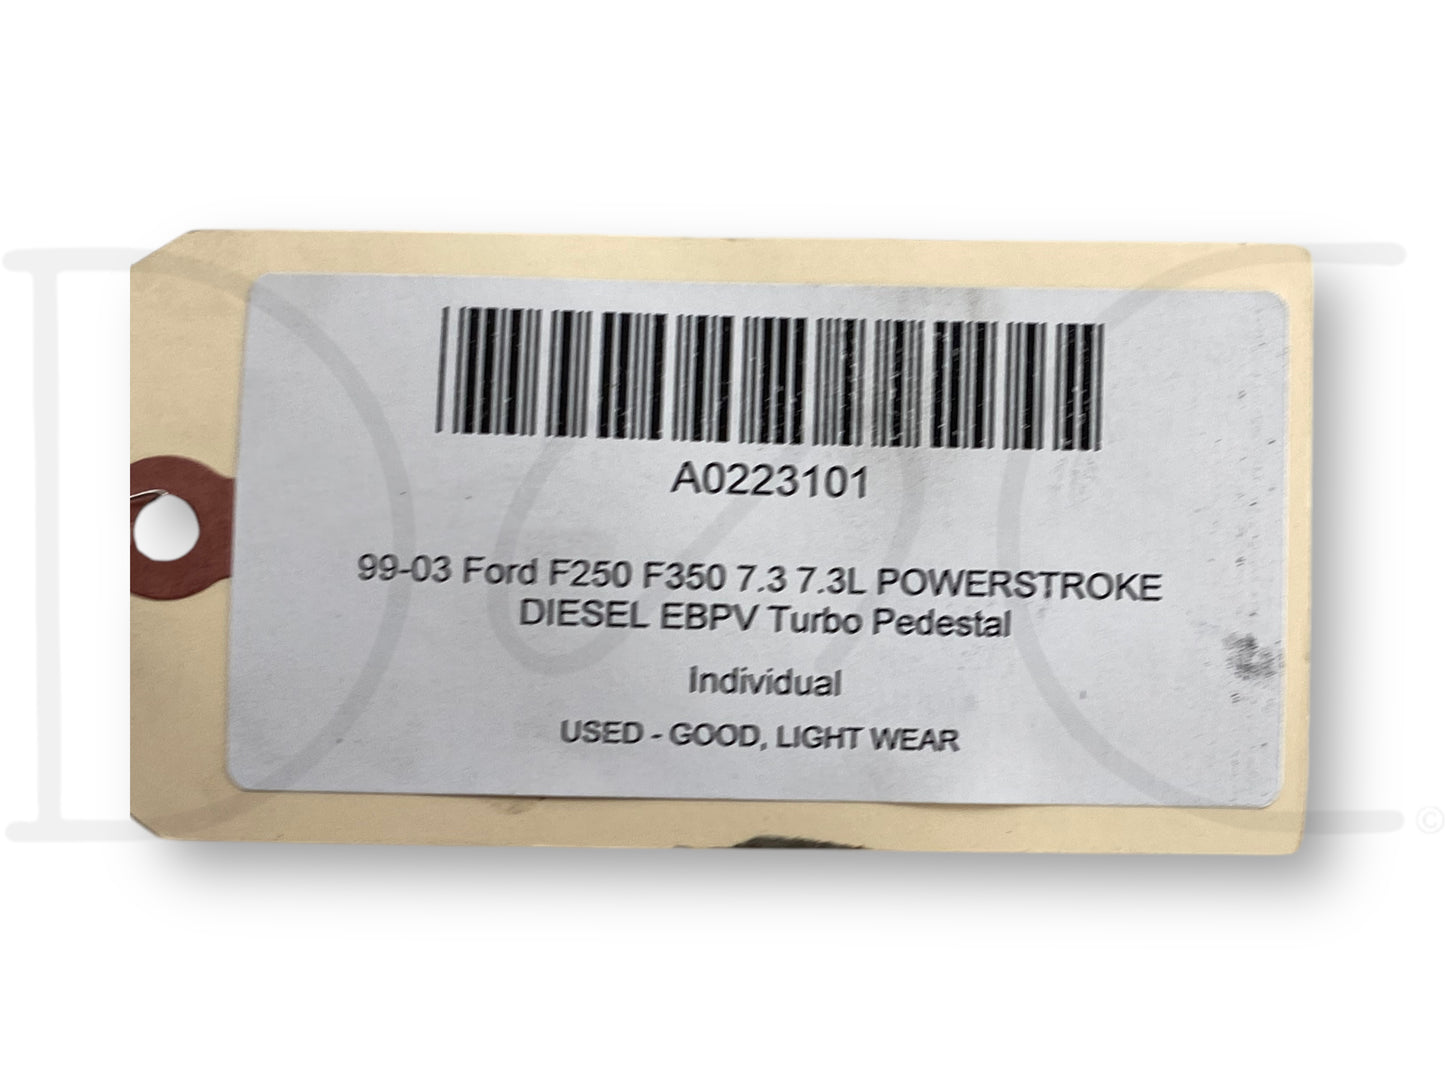 A0223101
99-03 Ford F250 F350 7.3 7.3L POWERSTROKE
DIESEL EBPV Turbo Pedestal
Individual
USED - GOOD, LIGHT WEAR
©